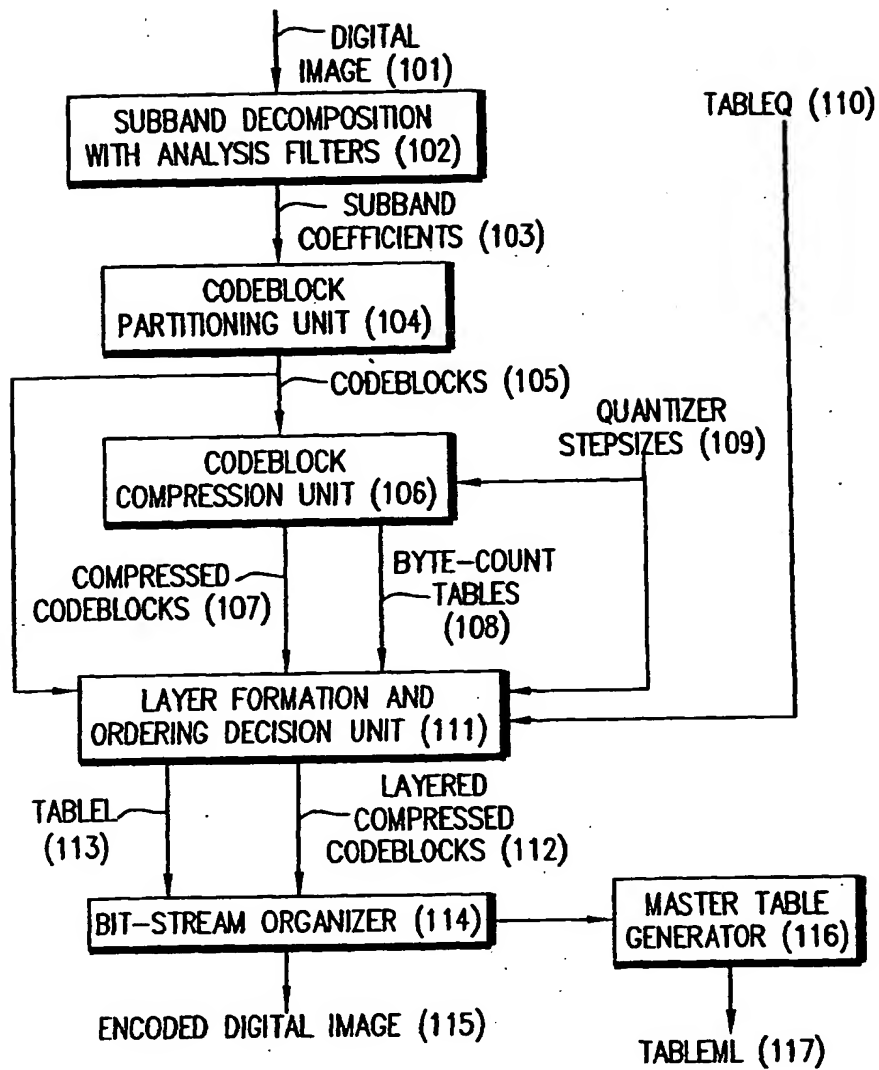 DIGITAL
IMAGE (101)
SUBBAND DECOMPOSITION
WITH ANALYSIS FILTERS (102)
TABLEQ (110)
SUBBAND
COEFFICIENTS (103)
CODEBLOCK
PARTITIONING UNIT (104)
CODEBLOCKS (105)
QUANTIZER
STEPSIZES (109)
CODEBLOCK
COMPRESSION UNIT (106)
COMPRESSED
CODEBLOCKS (107)
BYTE-COUNT
TABLES
(108)
LAYER FORMATION AND
ORDERING DECISION UNIT (111)
TABLEL
(113)
LAYERED
COMPRESSED
CODEBLOCKS (112)
BIT-STREAM ORGANIZER (114)
MASTER TABLE
GENERATOR (116)
ENCODED DIGITAL IMAGE (115)
TABLEML (117)